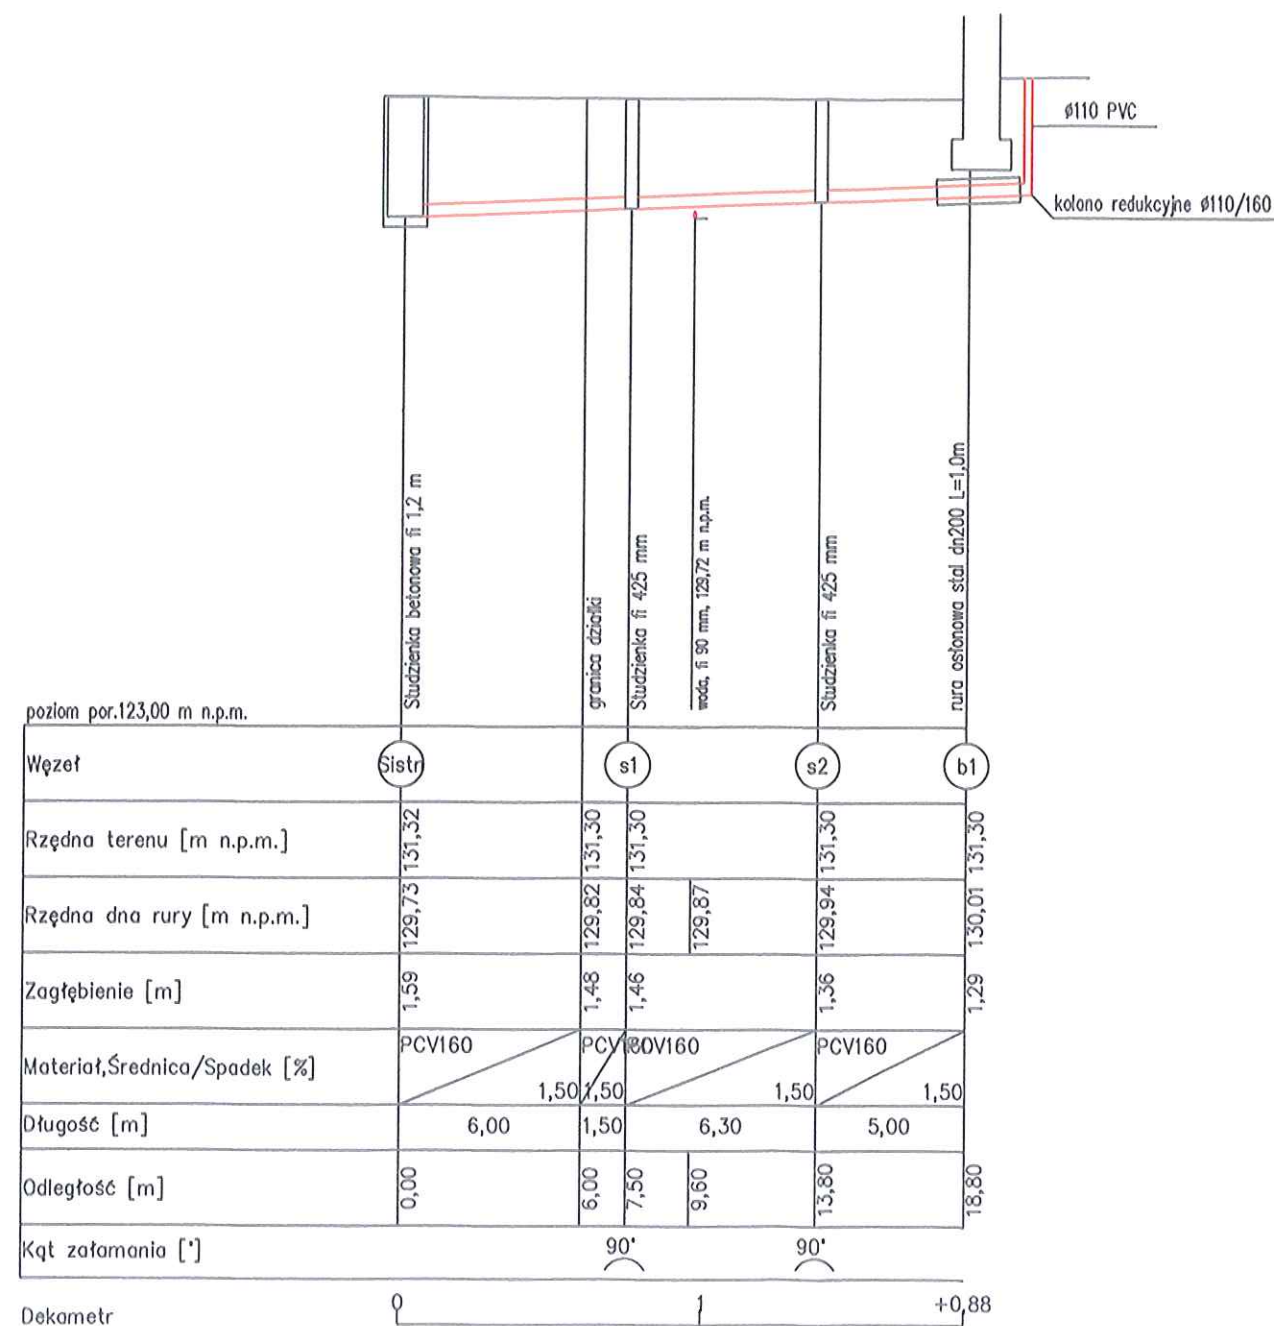 ø110 PVC
kolono redukcyjne ø110/160
Studzienka betonowa fi 1,2 m
granica działki
Studzienka fi 425 mm
woda, fi 90 mm, 129,72 m n.p.m.
Studzienka fi 425 mm
rura osłonowa stal dn200 L=1,0m
poziom por.123,00 m n.p.m.
Węzeł Sistn s1 s2 b1
Rzędna terenu [m n.p.m.] 131,32 131,30 131,30 131,30 131,30
Rzędna dna rury [m n.p.m.] 129,73 129,82 129,84 129,87 129,94 130,01
Zagłębienie [m] 1,59 1,48 1,46 1,36 1,29
Materiał,Średnica/Spadek [%] PCV160 1,50 PCV160 1,50 PCV160 1,50 PCV160 1,50
Długość [m] 6,00 1,50 6,30 5,00
Odległość [m] 0,00 6,00 7,50 9,60 13,80 18,80
Kąt załamania [°] 90° 90°
Dekametr 0 1 +0,88